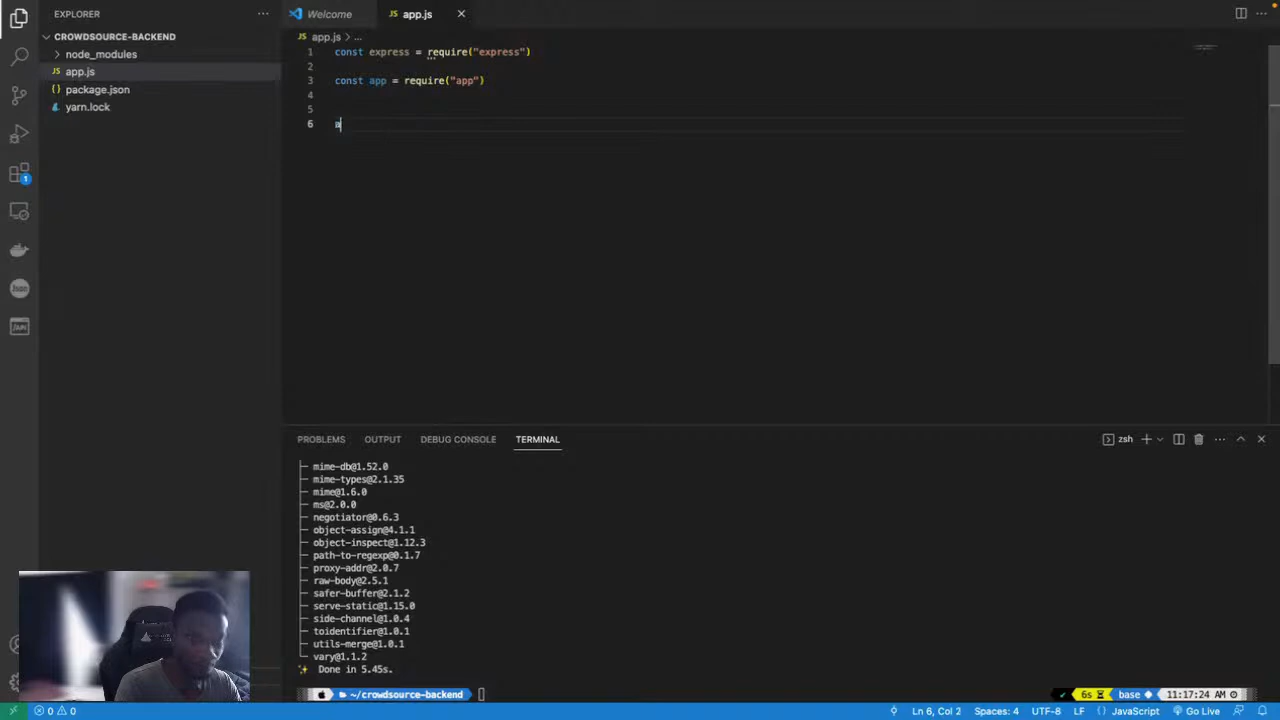 EXPLORER
...
Welcome
app.js
CROWDSOURCE-BACKEND
node_modules
JS app.js
{} package.json
yarn.lock
JS app.js > ...
1 const express = require("express")
2
3 const app = require("app")
4
5
6 a
1
Json
API
PROBLEMS OUTPUT DEBUG CONSOLE TERMINAL
zsh
├─ mime-db@1.52.0
├─ mime-types@2.1.35
├─ mime@1.6.0
├─ ms@2.0.0
├─ negotiator@0.6.3
├─ object-assign@4.1.1
├─ object-inspect@1.12.3
├─ path-to-regexp@0.1.7
├─ proxy-addr@2.0.7
├─ raw-body@2.5.1
├─ safer-buffer@2.1.2
├─ serve-static@1.15.0
├─ side-channel@1.0.4
├─ toidentifier@1.0.1
├─ utils-merge@1.0.1
└─ vary@1.1.2
✨ Done in 5.45s.
~/crowdsource-backend
✓ 6s base 11:17:24 AM
0 0 Ln 6, Col 2 Spaces: 4 UTF-8 LF {} JavaScript Go Live